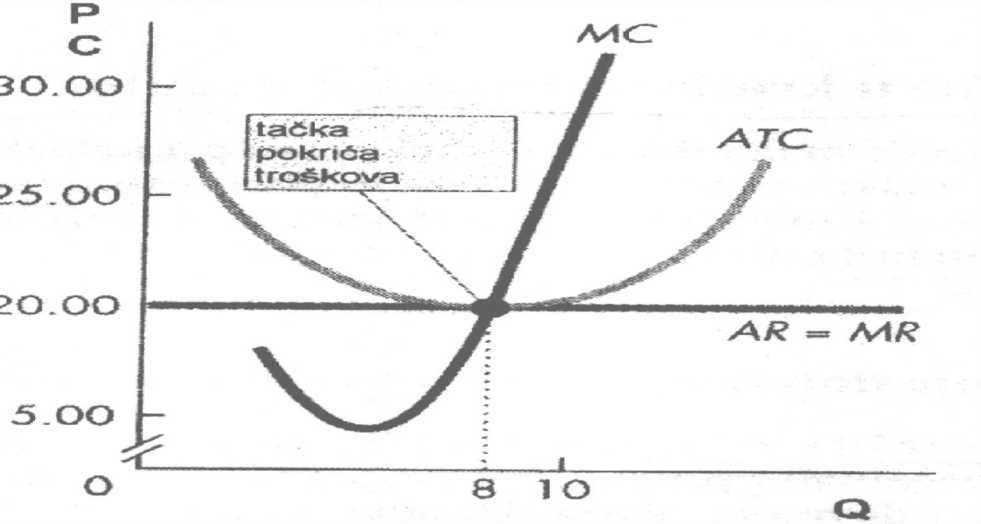 P
C
MC
30.00
tačka
pokrića
troškova
ATC
25.00
20.00
AR = MR
5.00
0
8
10
Q